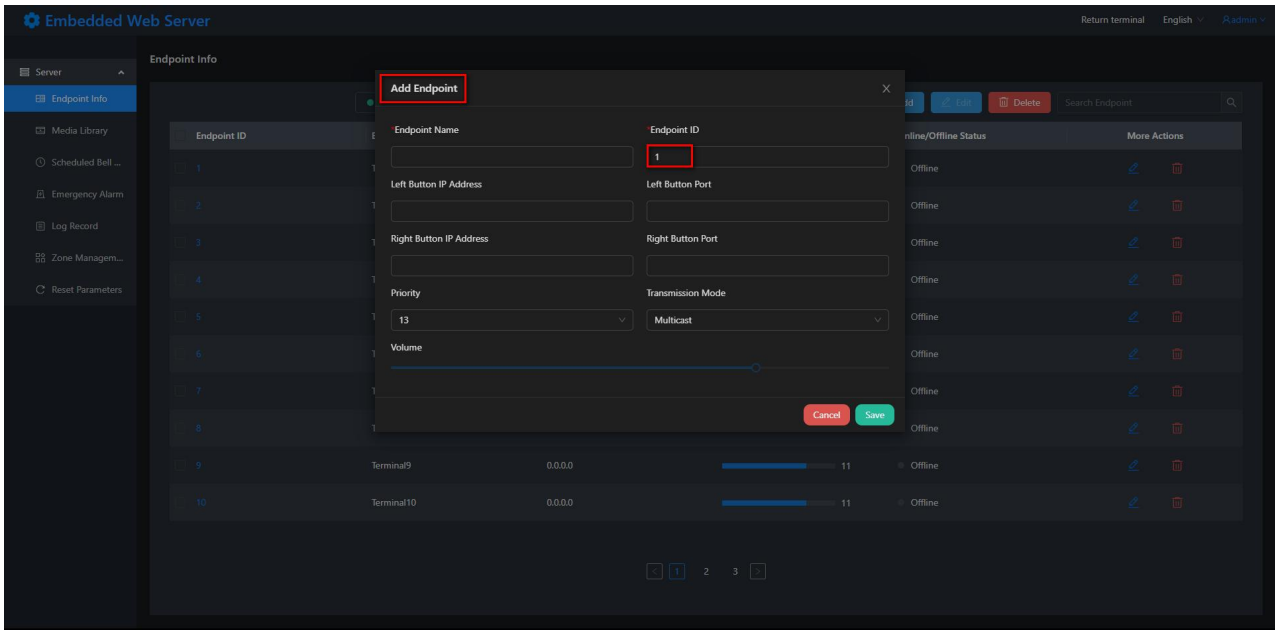 Embedded Web Server
Return terminal English admin
Endpoint Info
Server
Endpoint Info
Media Library
Scheduled Bell ...
Emergency Alarm
Log Record
Zone Managem...
Reset Parameters
Add Endpoint
Edit Delete Search Endpoint
Endpoint ID
More Actions
*Endpoint Name *Endpoint ID
1
Left Button IP Address Left Button Port
Right Button IP Address Right Button Port
Priority Transmission Mode
13 Multicast
Volume
Cancel Save
1 Offline
2 Offline
3 Offline
4 Offline
5 Offline
6 Offline
7 Offline
8 Offline
9 Terminal9 0.0.0.0 11 Offline
10 Terminal10 0.0.0.0 11 Offline
< 1 2 3 >